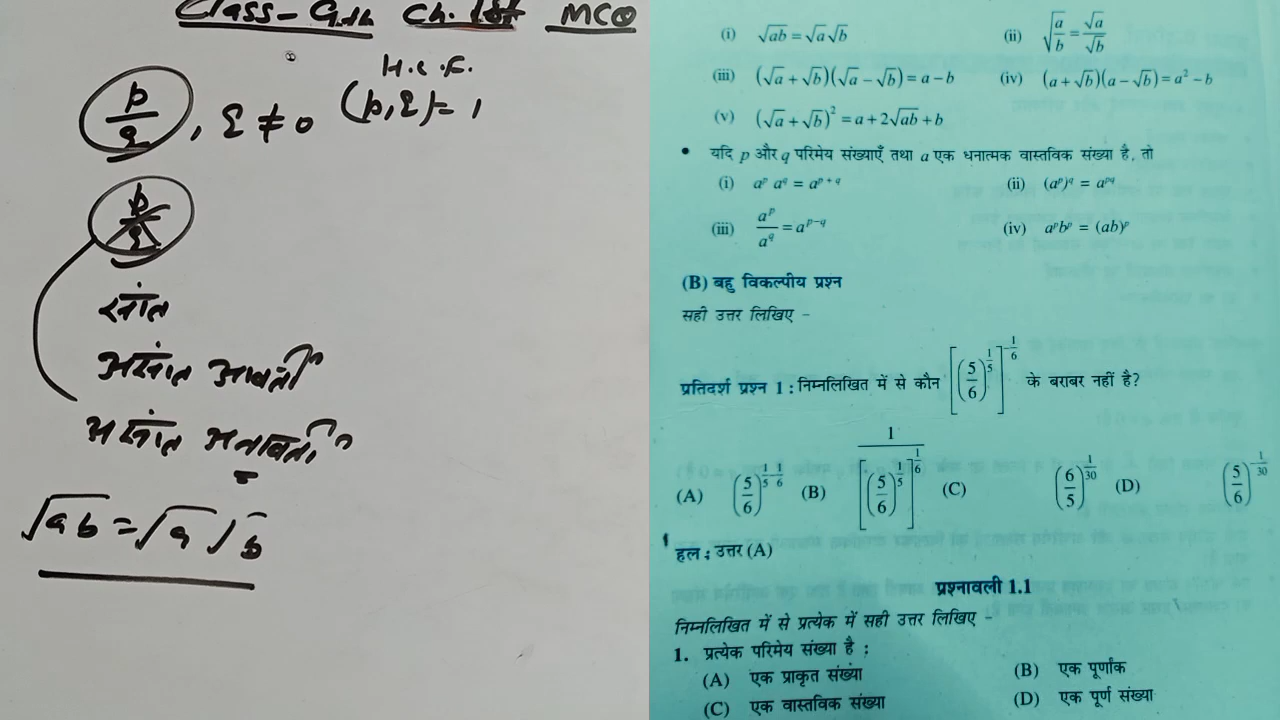 Class - 9th Ch. 1st MCQ
H.C.F.
p/q, q ≠ 0 (p,q) = 1
p/q
सांत
असांत आवर्ती
असांत अनावर्ती
√ab = √a √b
(i) √ab = √a √b (ii) √(a/b) = √a/√b
(iii) (√a + √b)(√a − √b) = a − b (iv) (a + √b)(a − √b) = a² − b
(v) (√a + √b)² = a + 2√ab + b
• यदि p और q परिमेय संख्याएँ तथा a एक धनात्मक वास्तविक संख्या है, तो
(i) a^p a^q = a^(p + q) (ii) (a^p)^q = a^(pq)
(iii) a^p/a^q = a^(p−q) (iv) a^p b^p = (ab)^p
(B) बहु विकल्पीय प्रश्न
सही उत्तर लिखिए –
प्रतिदर्श प्रश्न 1 : निम्नलिखित में से कौन [(5/6)^(1/5)]^(−1/6) के बराबर नहीं है?
(A) (5/6)^(1/5−1/6) (B) 1/[(5/6)^(1/5)]^(1/6) (C) (6/5)^(1/30) (D) (5/6)^(−1/30)
हल : उत्तर (A)
प्रश्नावली 1.1
निम्नलिखित में से प्रत्येक में सही उत्तर लिखिए –
1. प्रत्येक परिमेय संख्या है :
(A) एक प्राकृत संख्या (B) एक पूर्णांक
(C) एक वास्तविक संख्या (D) एक पूर्ण संख्या